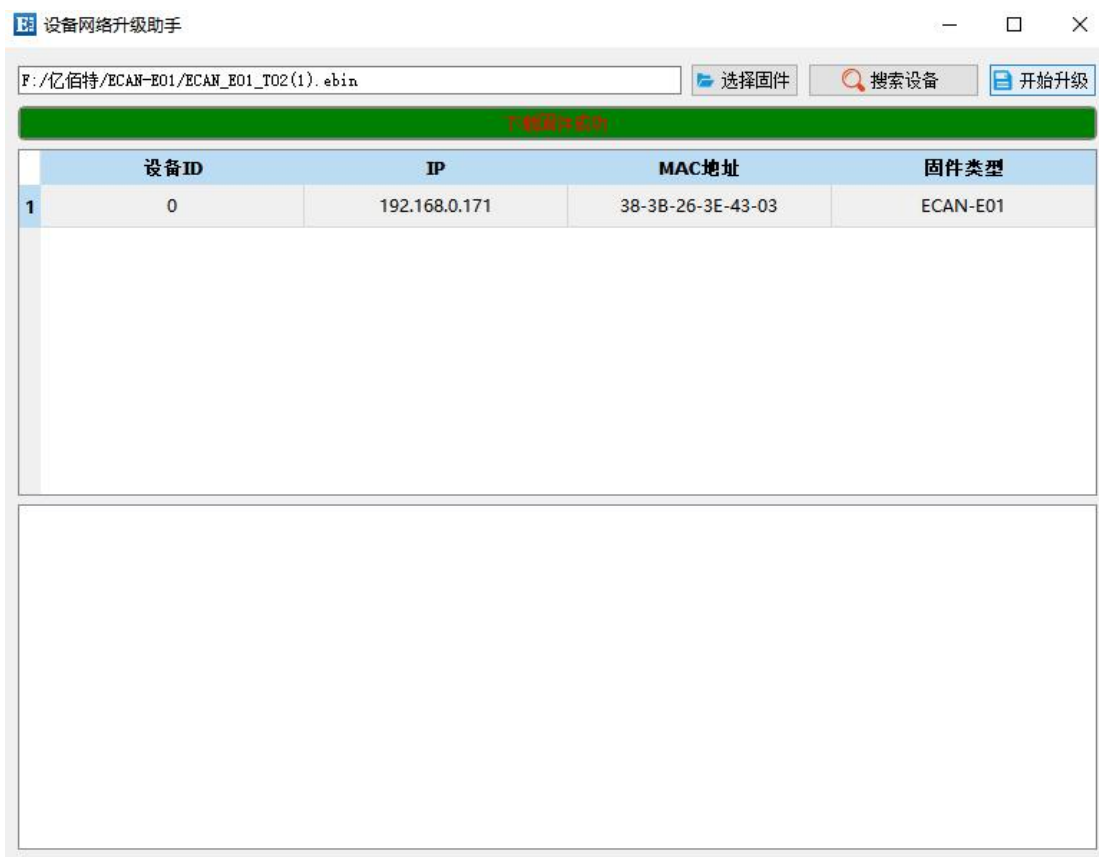 设备网络升级助手
F:/亿佰特/ECAN-E01/ECAN_E01_T02(1).ebin 选择固件 搜索设备 开始升级
下载固件成功
设备ID IP MAC地址 固件类型
1 0 192.168.0.171 38-3B-26-3E-43-03 ECAN-E01